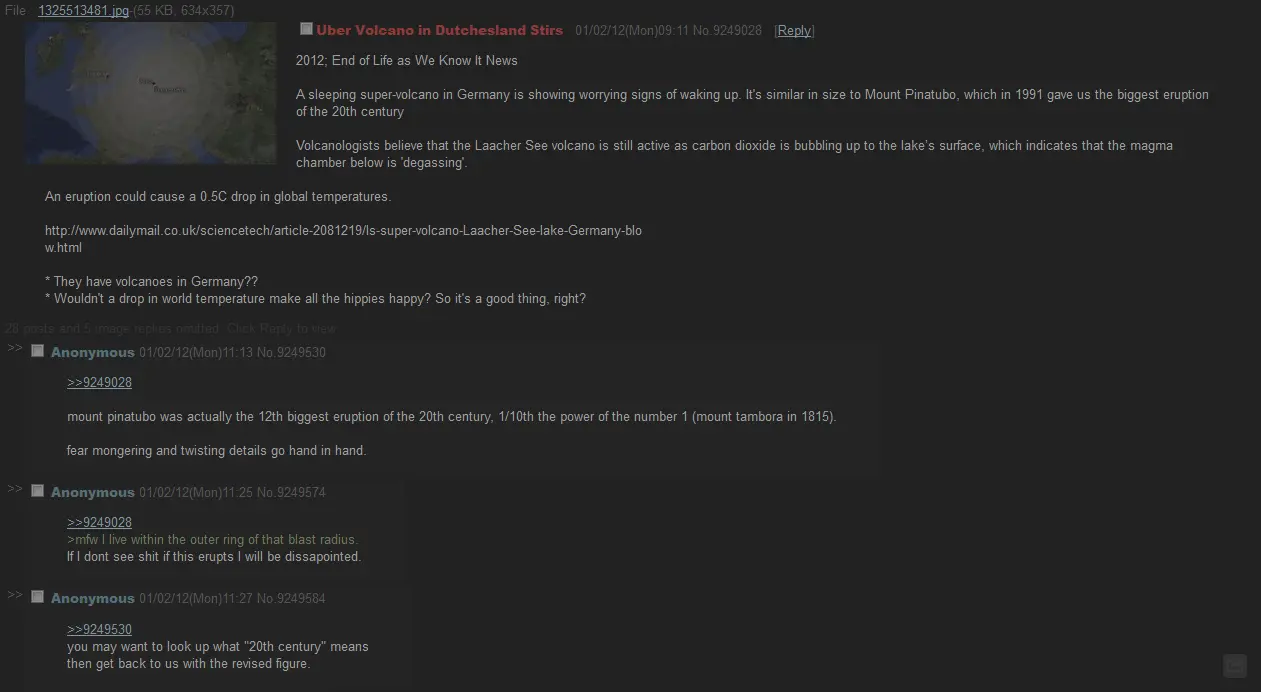 File 1325513481.jpg-(55 KB, 634x357)
Uber Volcano in Dutchesland Stirs 01/02/12(Mon)09:11 No.9249028 [Reply]
2012; End of Life as We Know It News
A sleeping super-volcano in Germany is showing worrying signs of waking up. It's similar in size to Mount Pinatubo, which in 1991 gave us the biggest eruption
of the 20th century
Volcanologists believe that the Laacher See volcano is still active as carbon dioxide is bubbling up to the lake's surface, which indicates that the magma
chamber below is 'degassing'.
An eruption could cause a 0.5C drop in global temperatures.
http://www.dailymail.co.uk/sciencetech/article-2081219/Is-super-volcano-Laacher-See-lake-Germany-blo
w.html
* They have volcanoes in Germany??
* Wouldn't a drop in world temperature make all the hippies happy? So it's a good thing, right?
28 posts and 5 image replies omitted. Click Reply to view.
>> Anonymous 01/02/12(Mon)11:13 No.9249530
>>9249028
mount pinatubo was actually the 12th biggest eruption of the 20th century, 1/10th the power of the number 1 (mount tambora in 1815).
fear mongering and twisting details go hand in hand.
>> Anonymous 01/02/12(Mon)11:25 No.9249574
>>9249028
>mfw I live within the outer ring of that blast radius.
If I dont see shit if this erupts I will be dissapointed.
>> Anonymous 01/02/12(Mon)11:27 No.9249584
>>9249530
you may want to look up what "20th century" means
then get back to us with the revised figure.